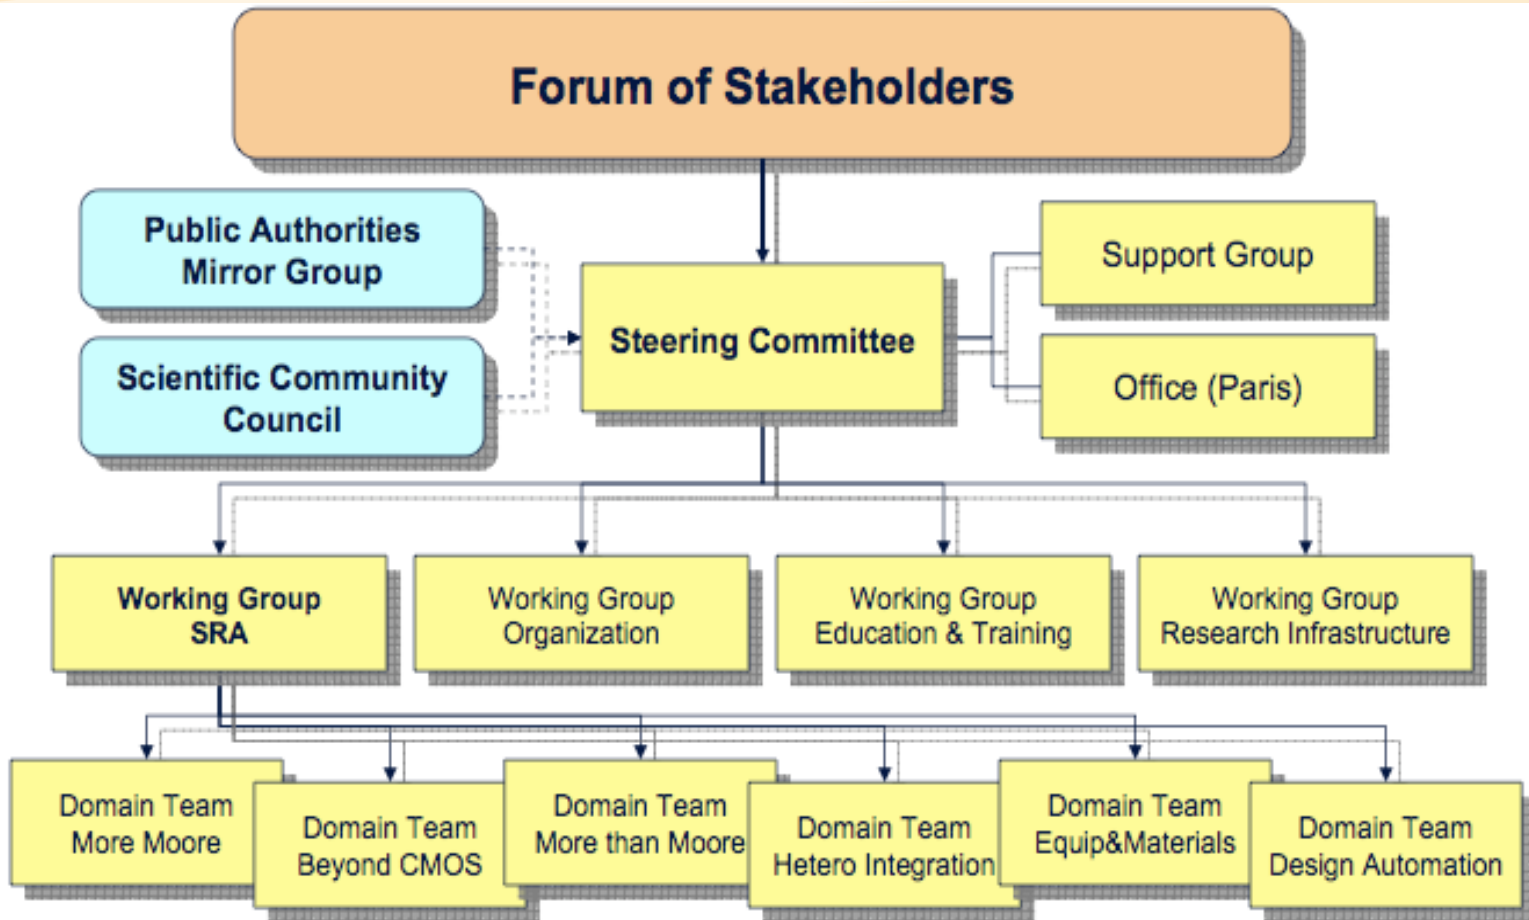 Forum of Stakeholders
Public Authorities
Mirror Group
Support Group
Steering Committee
Scientific Community
Council
Office (Paris)
Working Group
SRA
Working Group
Organization
Working Group
Education & Training
Working Group
Research Infrastructure
Domain Team
More Moore
Domain Team
Beyond CMOS
Domain Team
More than Moore
Domain Team
Hetero Integration
Domain Team
Equip&Materials
Domain Team
Design Automation